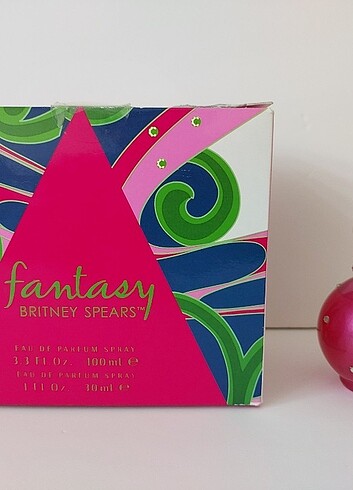 fantasy
BRITNEY SPEARS™
EAU DE PARFUM SPRAY
3.3 Fl Oz. 100 mL e
EAU DE PARFUM SPRAY
1 Fl Oz. 30 mL e